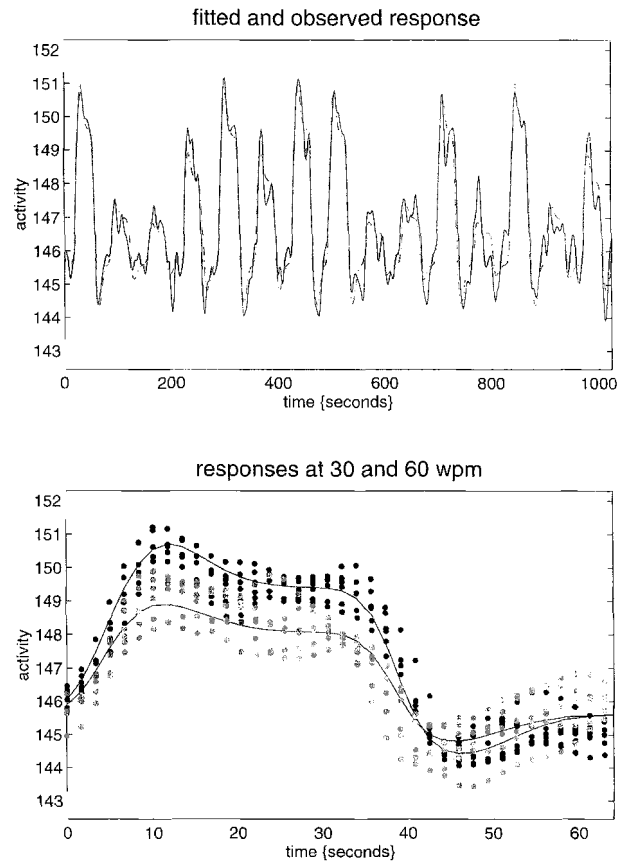 fitted and observed response
152
151
150
149
148
147
146
145
144
143
activity
0 200 400 600 800 1000
time {seconds}
responses at 30 and 60 wpm
152
151
150
149
148
147
146
145
144
143
activity
0 10 20 30 40 50 60
time {seconds}